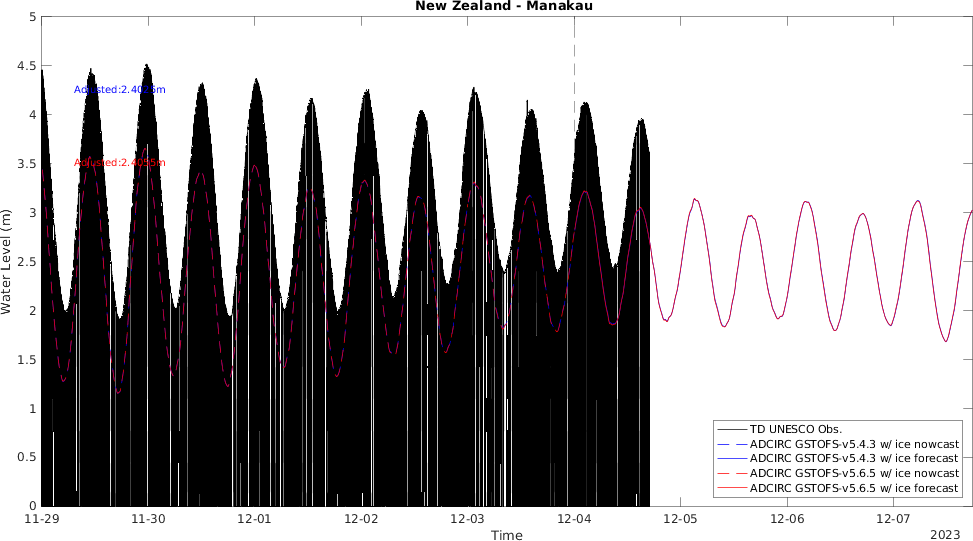 New Zealand - Manakau
5
4.5
4
3.5
3
2.5
2
1.5
1
0.5
0
Water Level (m)
Adjusted:2.4055m
TD UNESCO Obs.
ADCIRC GSTOFS-v5.4.3 w/ ice nowcast
ADCIRC GSTOFS-v5.4.3 w/ ice forecast
ADCIRC GSTOFS-v5.6.5 w/ ice nowcast
ADCIRC GSTOFS-v5.6.5 w/ ice forecast
11-29 11-30 12-01 12-02 12-03 12-04 12-05 12-06 12-07
Time
2023